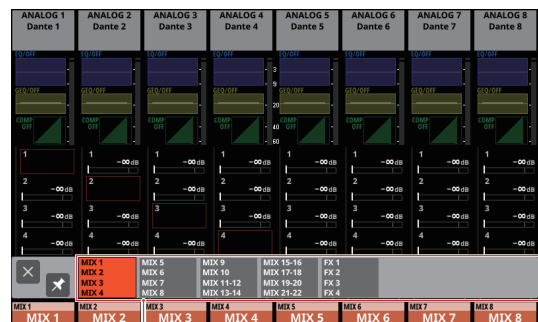 ANALOG 1 ANALOG 2 ANALOG 3 ANALOG 4 ANALOG 5 ANALOG 6 ANALOG 7 ANALOG 8
Dante 1 Dante 2 Dante 3 Dante 4 Dante 5 Dante 6 Dante 7 Dante 8
EQ/OFF EQ/OFF EQ/OFF EQ/OFF EQ/OFF EQ/OFF EQ/OFF EQ/OFF
3
9
GEQ/OFF GEQ/OFF GEQ/OFF GEQ/OFF GEQ/OFF GEQ/OFF GEQ/OFF GEQ/OFF
20
COMP COMP COMP COMP COMP COMP COMP COMP
OFF OFF OFF OFF OFF OFF OFF OFF
40
60
1 1 1 1 1 1 1 1
-∞dB -∞dB -∞dB -∞dB -∞dB -∞dB -∞dB -∞dB
2 2 2 2 2 2 2 2
-∞dB -∞dB -∞dB -∞dB -∞dB -∞dB -∞dB -∞dB
3 3 3 3 3 3 3 3
-∞dB -∞dB -∞dB -∞dB -∞dB -∞dB -∞dB -∞dB
4 4 4 4 4 4 4 4
-∞dB -∞dB -∞dB -∞dB -∞dB -∞dB -∞dB -∞dB
MIX 1 MIX 5 MIX 9 MIX 15-16 FX 1
MIX 2 MIX 6 MIX 10 MIX 17-18 FX 2
MIX 3 MIX 7 MIX 11-12 MIX 19-20 FX 3
MIX 4 MIX 8 MIX 13-14 MIX 21-22 FX 4
MIX 1 MIX 2 MIX 3 MIX 4 MIX 5 MIX 6 MIX 7 MIX 8
MIX 1 MIX 2 MIX 3 MIX 4 MIX 5 MIX 6 MIX 7 MIX 8